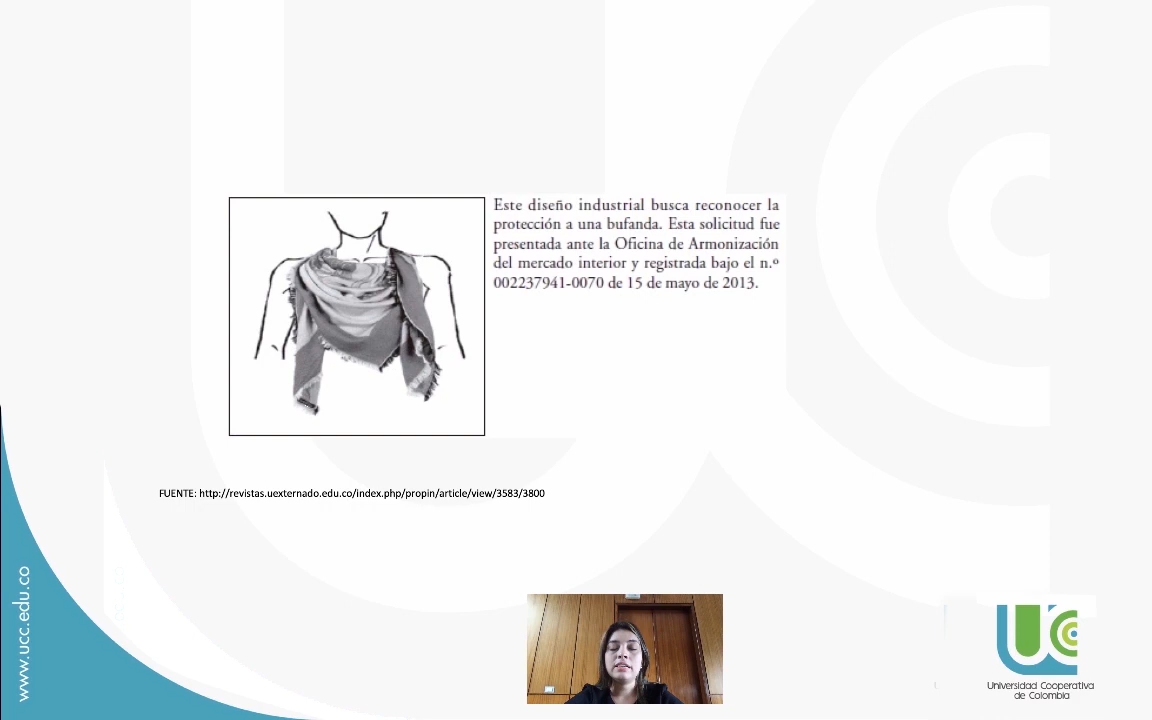 Este diseño industrial busca reconocer la
protección a una bufanda. Esta solicitud fue
presentada ante la Oficina de Armonización
del mercado interior y registrada bajo el n.º
002237941-0070 de 15 de mayo de 2013.
FUENTE: http://revistas.uexternado.edu.co/index.php/propin/article/view/3583/3800
www.ucc.edu.co
UC
Universidad Cooperativa
de Colombia